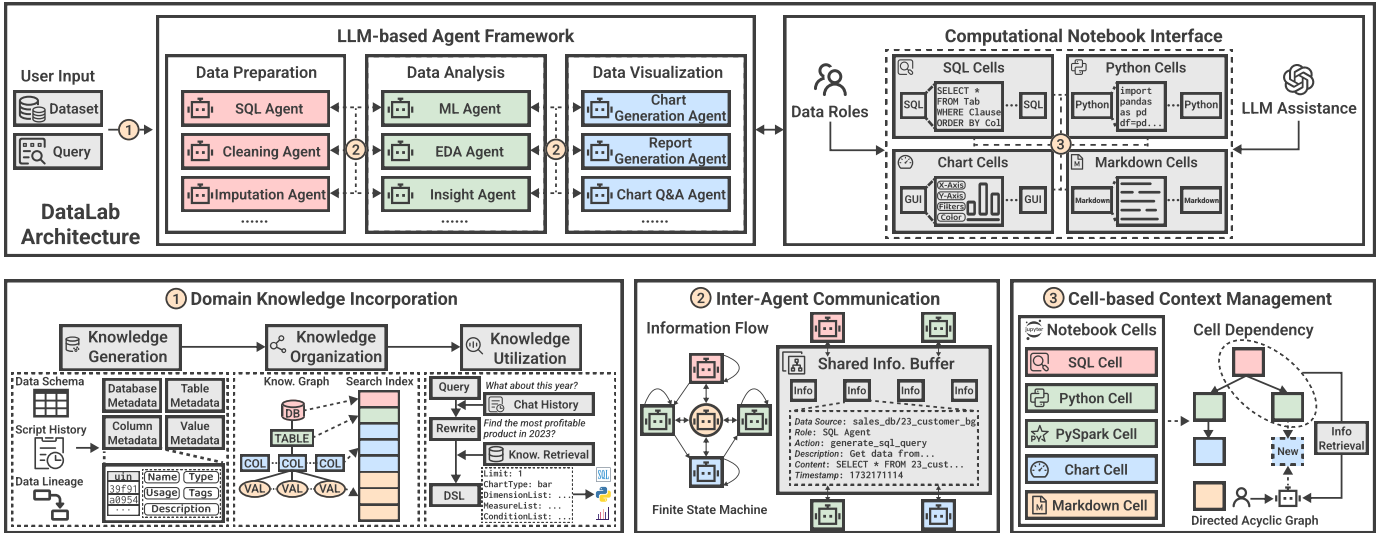 LLM-based Agent Framework
User Input
Dataset
Query
1
DataLab
Architecture
Data Preparation
SQL Agent
Cleaning Agent
Imputation Agent
......
2
Data Analysis
ML Agent
EDA Agent
Insight Agent
......
2
Data Visualization
Chart
Generation Agent
Report
Generation Agent
Chart Q&A Agent
......
Computational Notebook Interface
Data Roles
SQL Cells
SQL
SELECT *
FROM Tab
WHERE Clause
ORDER BY Col
SQL
Python Cells
Python
import
pandas
as pd
df=pd...
Python
3
Chart Cells
GUI
X-Axis
Y-Axis
Filters
Color
GUI
Markdown Cells
M
Markdown
Markdown
LLM Assistance
1 Domain Knowledge Incorporation
Knowledge
Generation
Knowledge
Organization
Knowledge
Utilization
Data Schema
Script History
Data Lineage
Database
Metadata
Table
Metadata
Column
Metadata
Value
Metadata
uin
39f91
a0954
...
Name
Type
Usage
Tags
Description
Know. Graph
Search Index
DB
TABLE
COL
COL
COL
VAL
VAL
VAL
Query
What about this year?
Chat History
Rewrite
Find the most profitable
product in 2023?
Know. Retrieval
DSL
Limit: 1
ChartType: bar
DimensionList: ...
MeasureList: ...
ConditionList:...
SQL
2 Inter-Agent Communication
Information Flow
Finite State Machine
Shared Info. Buffer
Info
Info
Info
Info
Data Source: sales_db/23_customer_bg
Role: SQL Agent
Action: generate_sql_query
Description: Get data from...
Content: SELECT * FROM 23_cust...
Timestamp: 1732171114
3 Cell-based Context Management
jupyter
Notebook Cells
SQL Cell
Python Cell
PySpark Cell
Chart Cell
M
Markdown Cell
Cell Dependency
New
Info
Retrieval
Directed Acyclic Graph